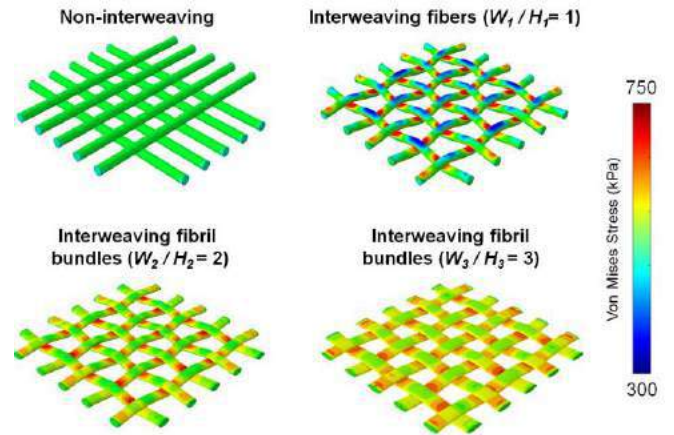 Non-interweaving
Interweaving fibers (W₁ / H₁= 1)
750
Von Mises Stress (kPa)
300
Interweaving fibril
bundles (W₂ / H₂= 2)
Interweaving fibril
bundles (W₃ / H₃= 3)